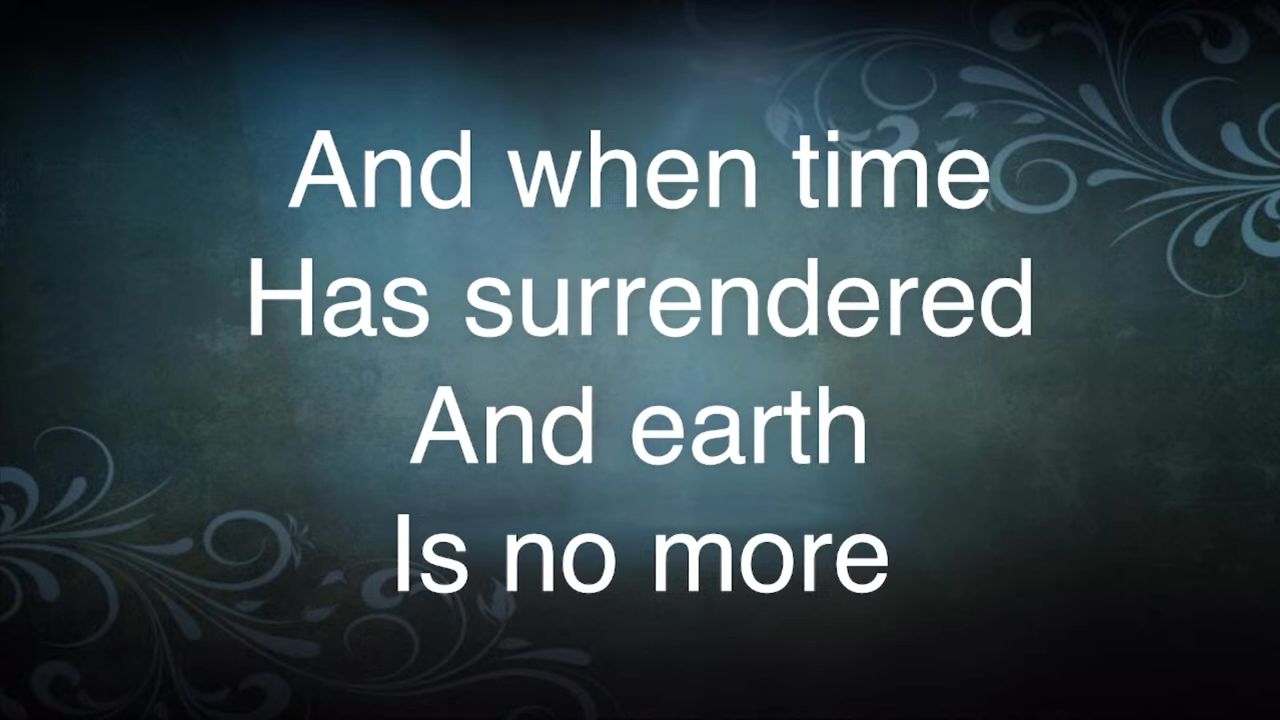 And when time
Has surrendered
And earth
Is no more